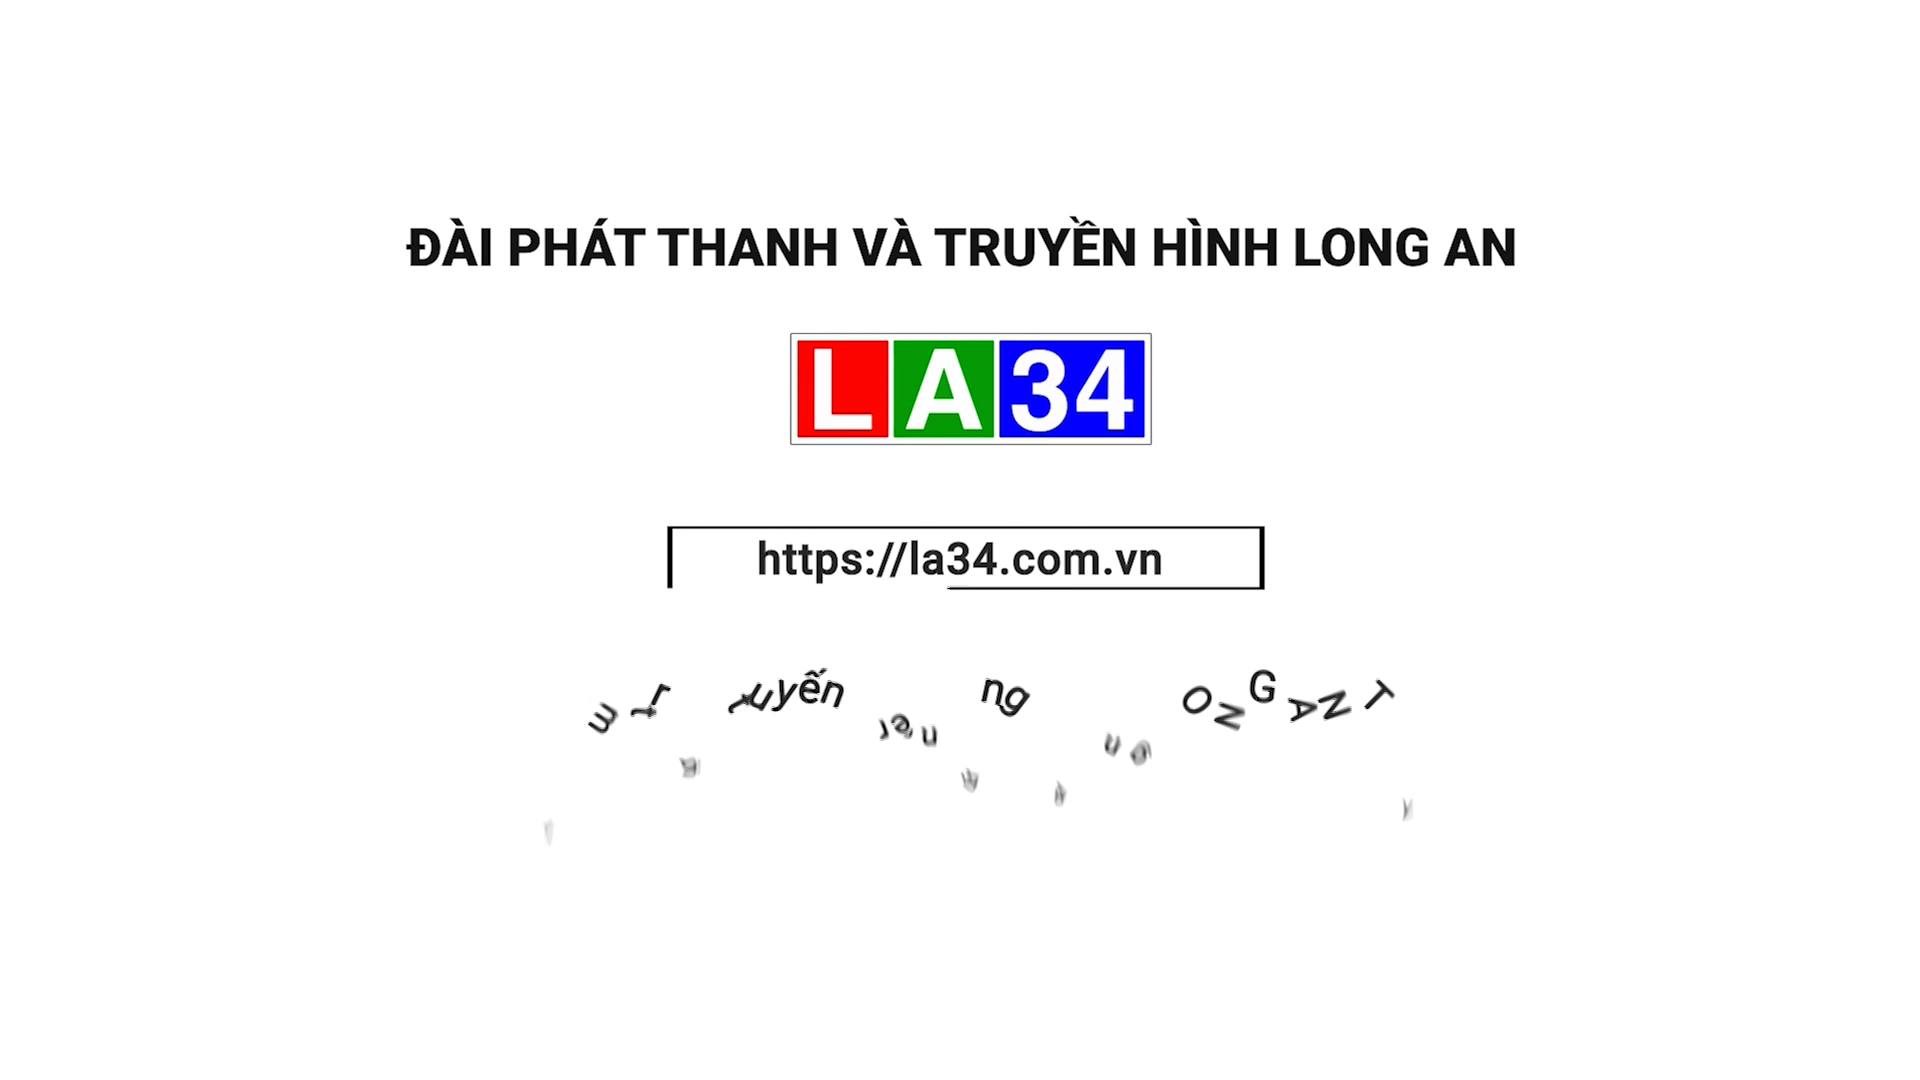 ĐÀI PHÁT THANH VÀ TRUYỀN HÌNH LONG AN
LA34
https://la34.com.vn